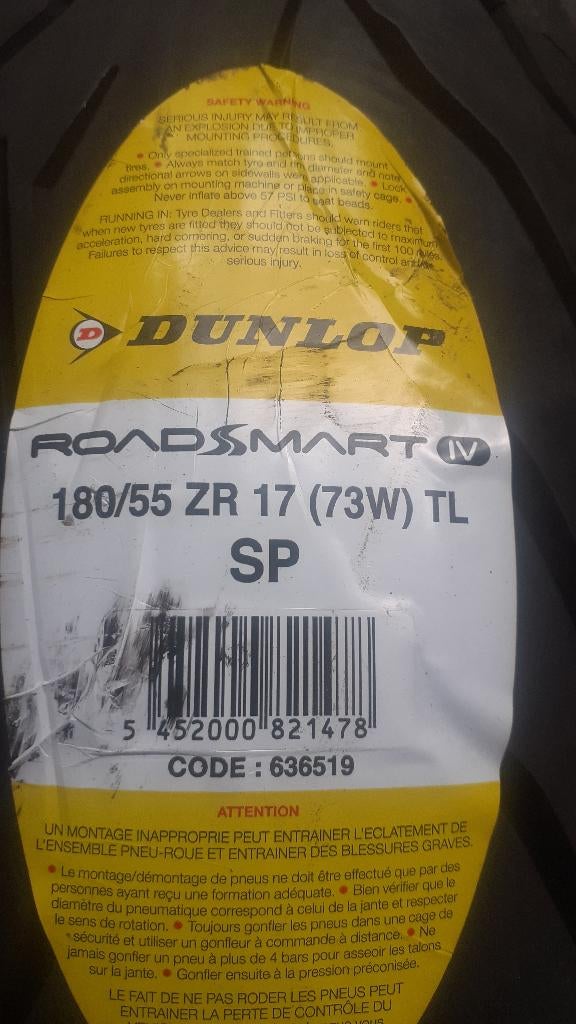 SAFETY WARNING
SERIOUS INJURY MAY RESULT FROM
AN EXPLOSION DUE TO IMPROPER
MOUNTING PROCEDURES.
• Only specialized trained persons should mount
tires. • Always match tyre and rim diameter and note
directional arrows on sidewalls were applicable. • Lock
assembly on mounting machine or place in safety cage. •
Never inflate above 57 PSI to seat beads.
RUNNING IN: Tyre Dealers and Fitters should warn riders that
when new tyres are fitted they should not be subjected to maximum
acceleration, hard cornering, or sudden braking for the first 100 miles.
Failures to respect this advice may result in loss of control and
serious injury.
D DUNLOP
ROADSMART IV
180/55 ZR 17 (73W) TL
SP
5 452000 821478
CODE : 636519
ATTENTION
UN MONTAGE INAPPROPRIE PEUT ENTRAINER L'ECLATEMENT DE
L'ENSEMBLE PNEU-ROUE ET ENTRAINER DES BLESSURES GRAVES.
• Le montage/démontage de pneus ne doit être effectué que par des
personnes ayant reçu une formation adéquate. • Bien vérifier que le
diamètre du pneumatique correspond à celui de la jante et respecter
le sens de rotation. • Toujours gonfler les pneus dans une cage de
sécurité et utiliser un gonfleur à commande à distance. • Ne
jamais gonfler un pneu à plus de 4 bars pour asseoir les talons
sur la jante. • Gonfler ensuite à la pression préconisée.
LE FAIT DE NE PAS RODER LES PNEUS PEUT
ENTRAINER LA PERTE DE CONTRÔLE DU